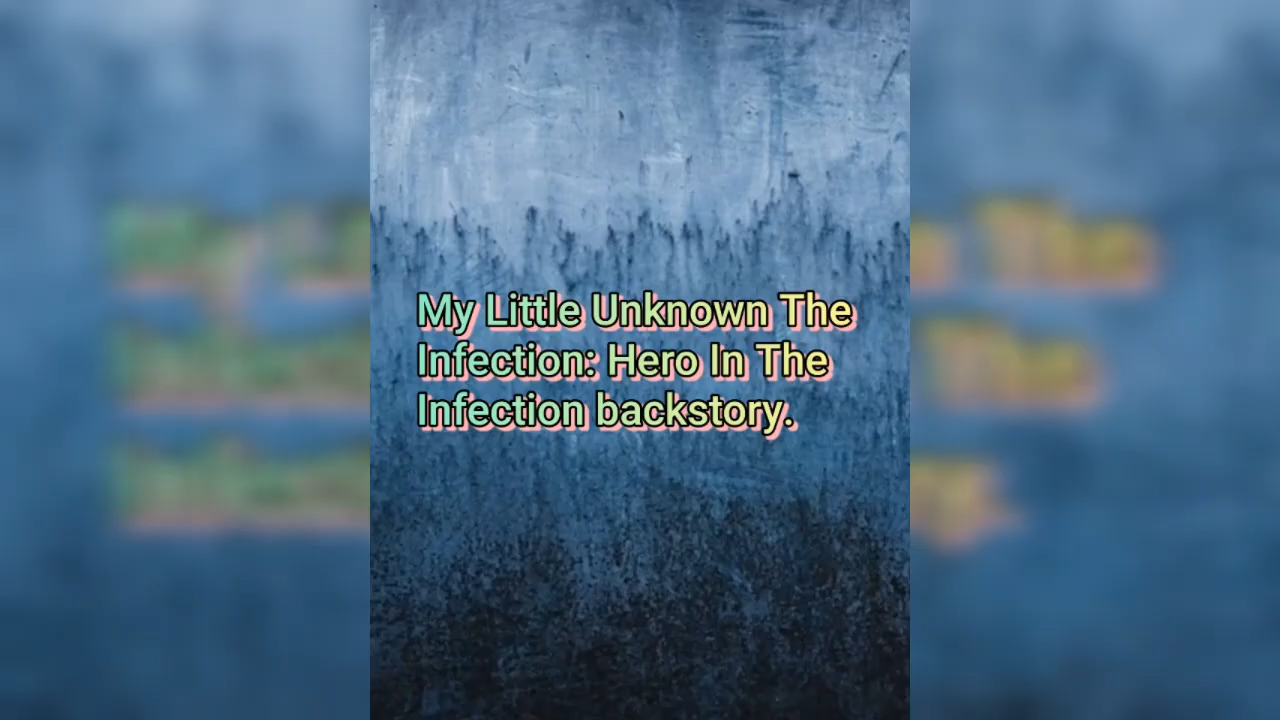 My Little Unknown The
Infection: Hero In The
Infection backstory.